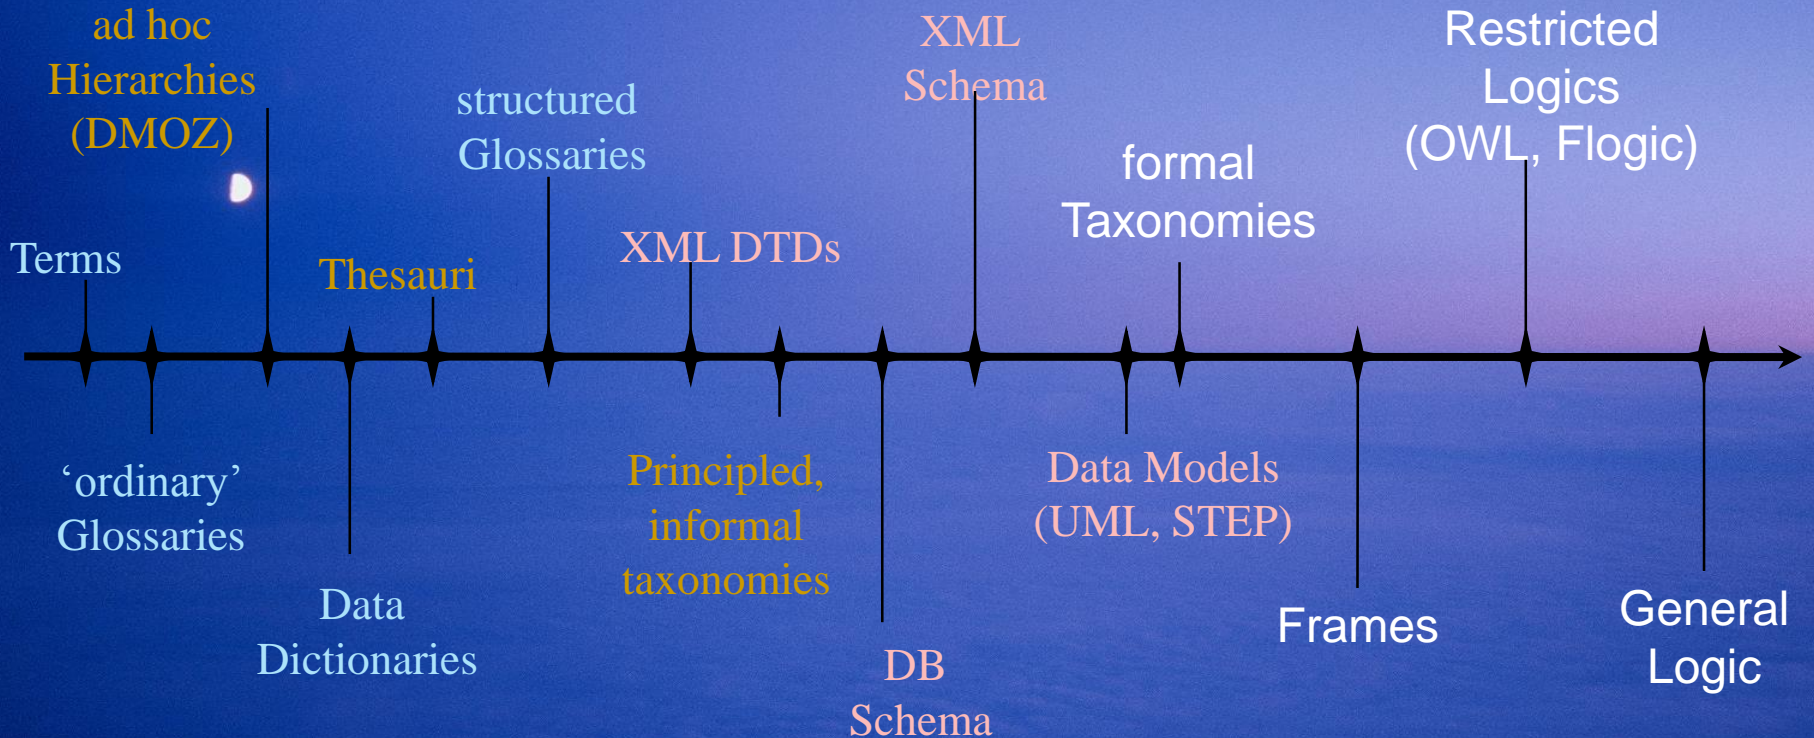 ad hoc
Hierarchies
(DMOZ)
structured
Glossaries
XML
Schema
Restricted
Logics
(OWL, Flogic)
formal
Taxonomies
Terms
Thesauri
XML DTDs
‘ordinary’
Glossaries
Data
Dictionaries
Principled,
informal
taxonomies
DB
Schema
Data Models
(UML, STEP)
Frames
General
Logic